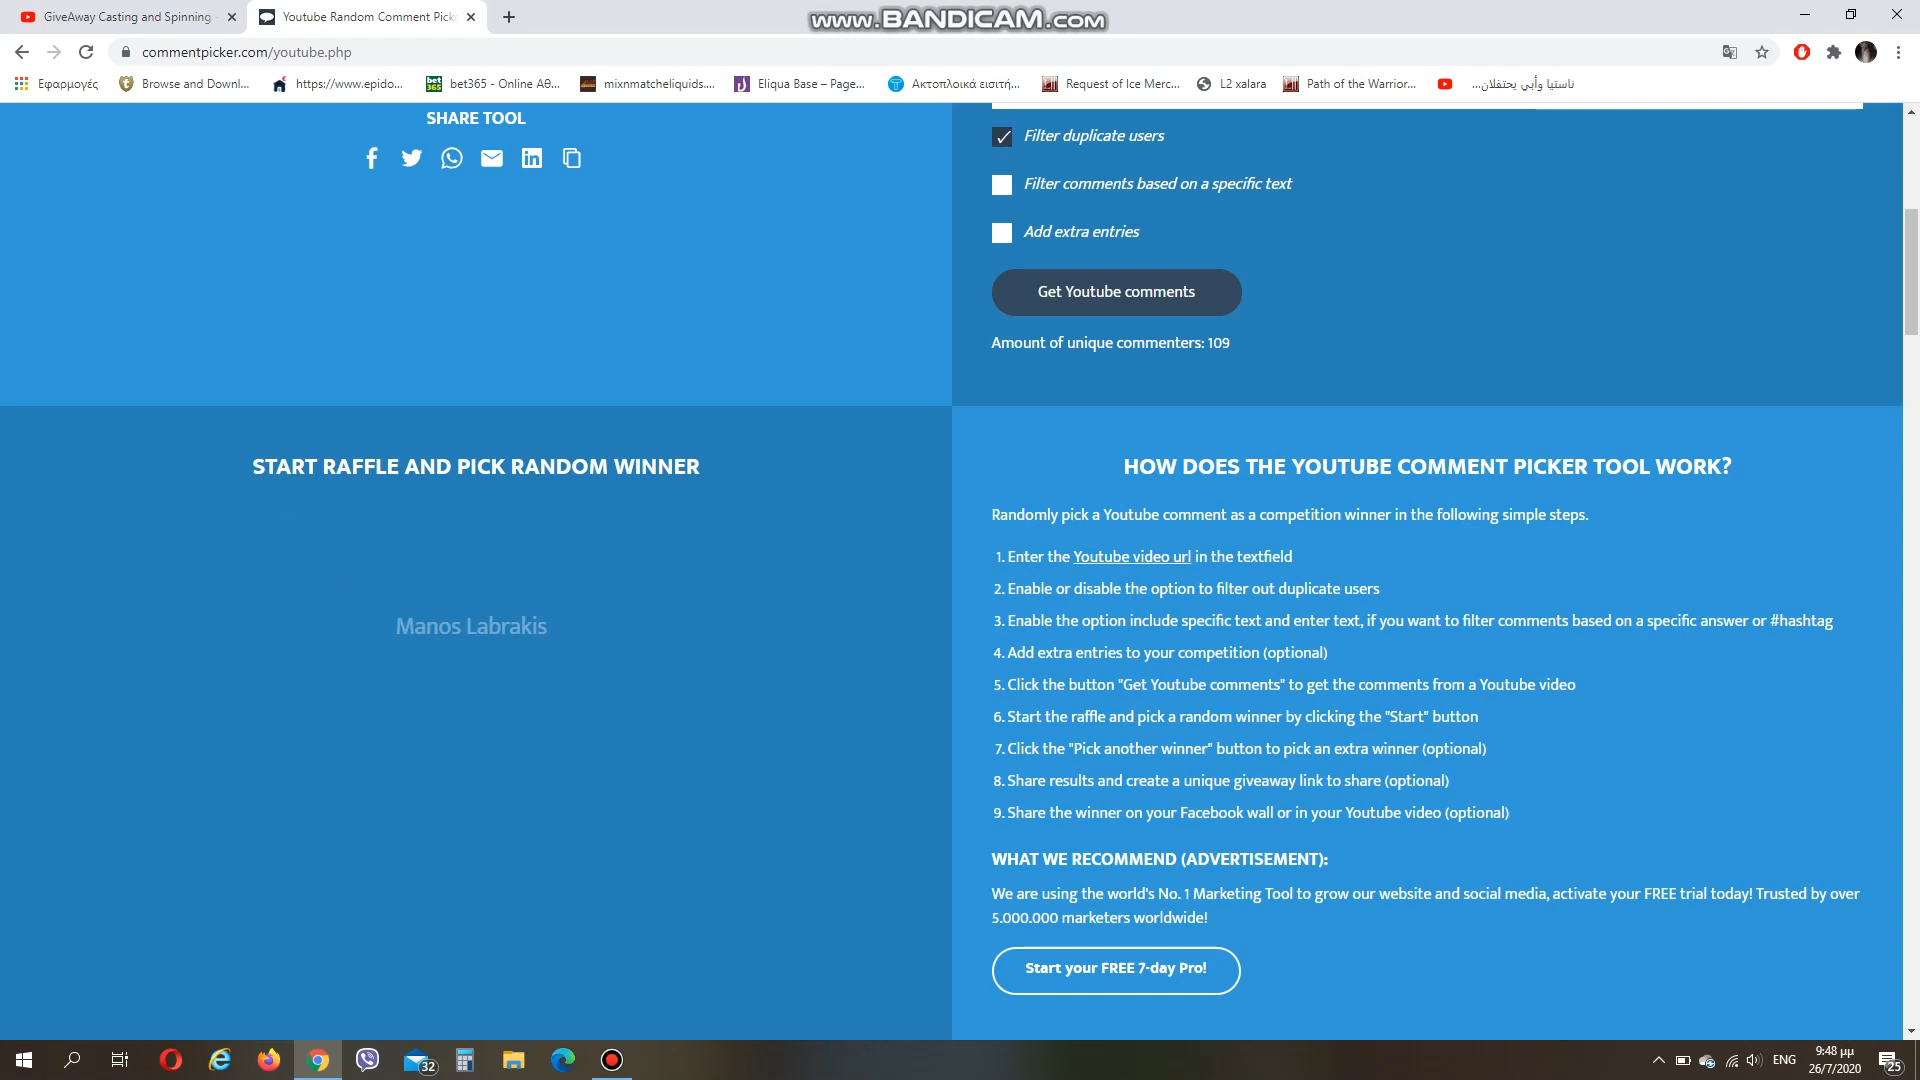 GiveAway Casting and Spinning
Youtube Random Comment Pick
www.BANDICAM.com
commentpicker.com/youtube.php
Εφαρμογές
Browse and Downl...
https://www.epido...
bet365 - Online Αθ...
mixnmatcheliquids....
Eliqua Base – Page...
Ακτοπλοικά εισιτή...
Request of Ice Merc...
L2 xalara
Path of the Warrior...
ناستيا وأبي يحتفلان...
SHARE TOOL
Filter duplicate users
Filter comments based on a specific text
Add extra entries
Get Youtube comments
Amount of unique commenters: 109
START RAFFLE AND PICK RANDOM WINNER
Manos Labrakis
HOW DOES THE YOUTUBE COMMENT PICKER TOOL WORK?
Randomly pick a Youtube comment as a competition winner in the following simple steps.
1. Enter the Youtube video url in the textfield
2. Enable or disable the option to filter out duplicate users
3. Enable the option include specific text and enter text, if you want to filter comments based on a specific answer or #hashtag
4. Add extra entries to your competition (optional)
5. Click the button "Get Youtube comments" to get the comments from a Youtube video
6. Start the raffle and pick a random winner by clicking the "Start" button
7. Click the "Pick another winner" button to pick an extra winner (optional)
8. Share results and create a unique giveaway link to share (optional)
9. Share the winner on your Facebook wall or in your Youtube video (optional)
WHAT WE RECOMMEND (ADVERTISEMENT):
We are using the world's No. 1 Marketing Tool to grow our website and social media, activate your FREE trial today! Trusted by over
5.000.000 marketers worldwide!
Start your FREE 7-day Pro!
32
ENG
9:48 μμ
26/7/2020
25